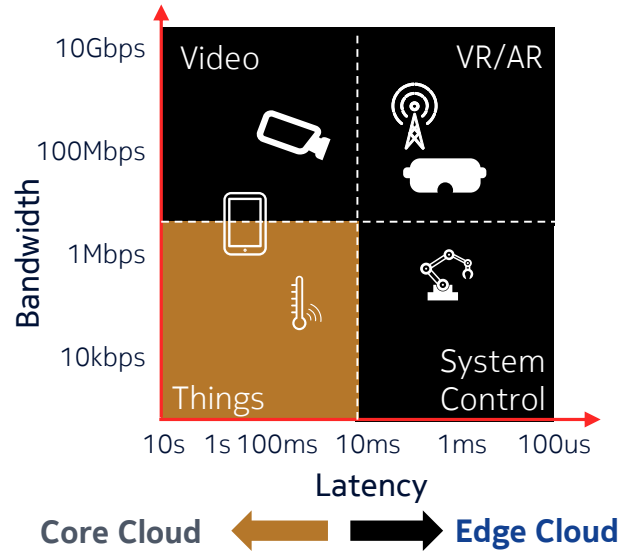 10Gbps
Video
VR/AR
100Mbps
Bandwidth
1Mbps
10kbps
Things
System
Control
10s 1s 100ms 10ms 1ms 100us
Latency
Core Cloud Edge Cloud